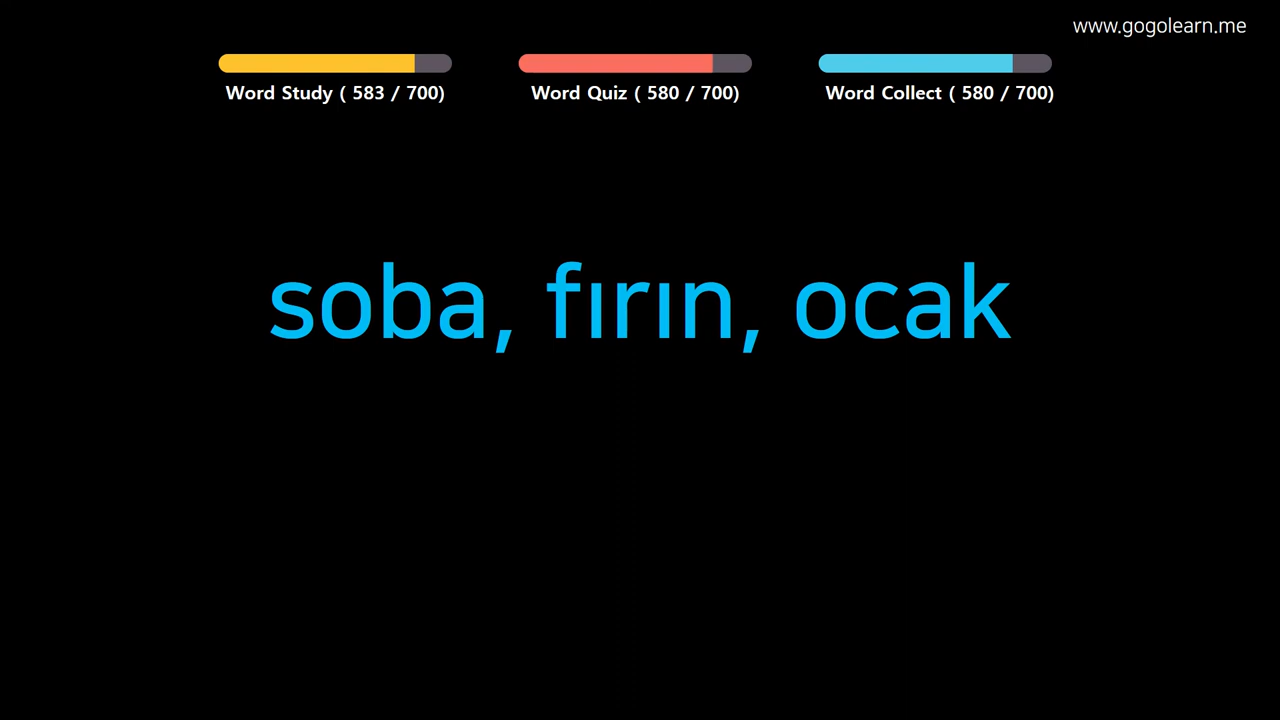 www.gogolearn.me
Word Study ( 583 / 700)
Word Quiz ( 580 / 700)
Word Collect ( 580 / 700)
soba, fırın, ocak